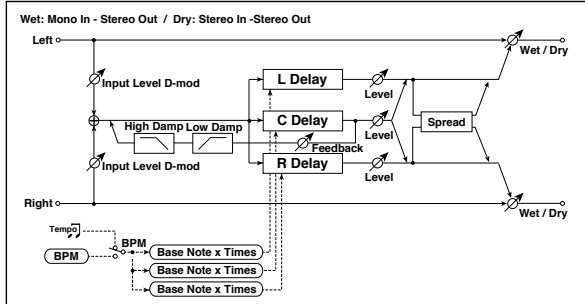 Wet: Mono In - Stereo Out / Dry: Stereo In -Stereo Out
Left
Wet / Dry
Input Level D-mod
L Delay
Level
High Damp
Low Damp
C Delay
Level
Spread
Feedback
Input Level D-mod
R Delay
Level
Right
Wet / Dry
Tempo
BPM
BPM
Base Note x Times
Base Note x Times
Base Note x Times